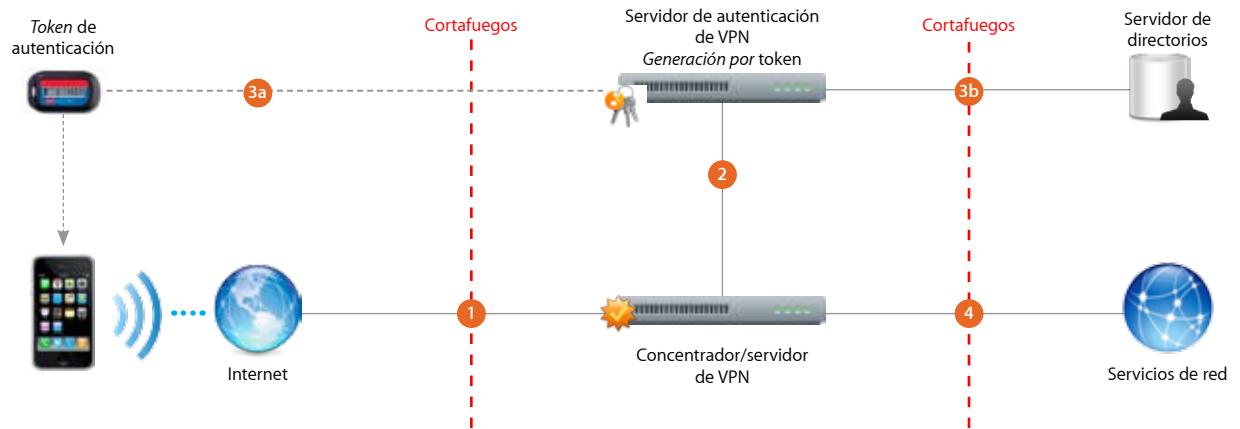 Token de
autenticación
Cortafuegos
Servidor de autenticación
de VPN
Generación por token
Cortafuegos
Servidor de
directorios
3a
3b
2
1
4
Internet
Concentrador/servidor
de VPN
Servicios de red